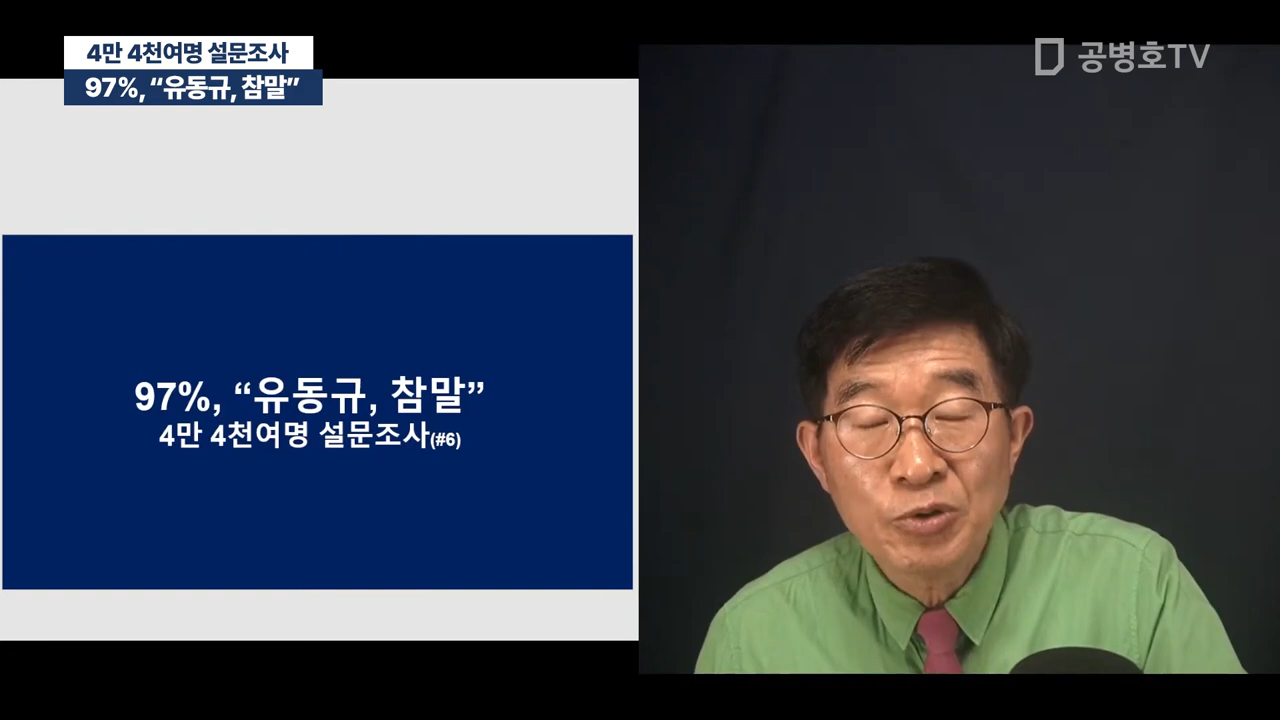 4만 4천여명 설문조사
97%, “유동규, 참말”
공병호TV
97%, “유동규, 참말”
4만 4천여명 설문조사(#6)